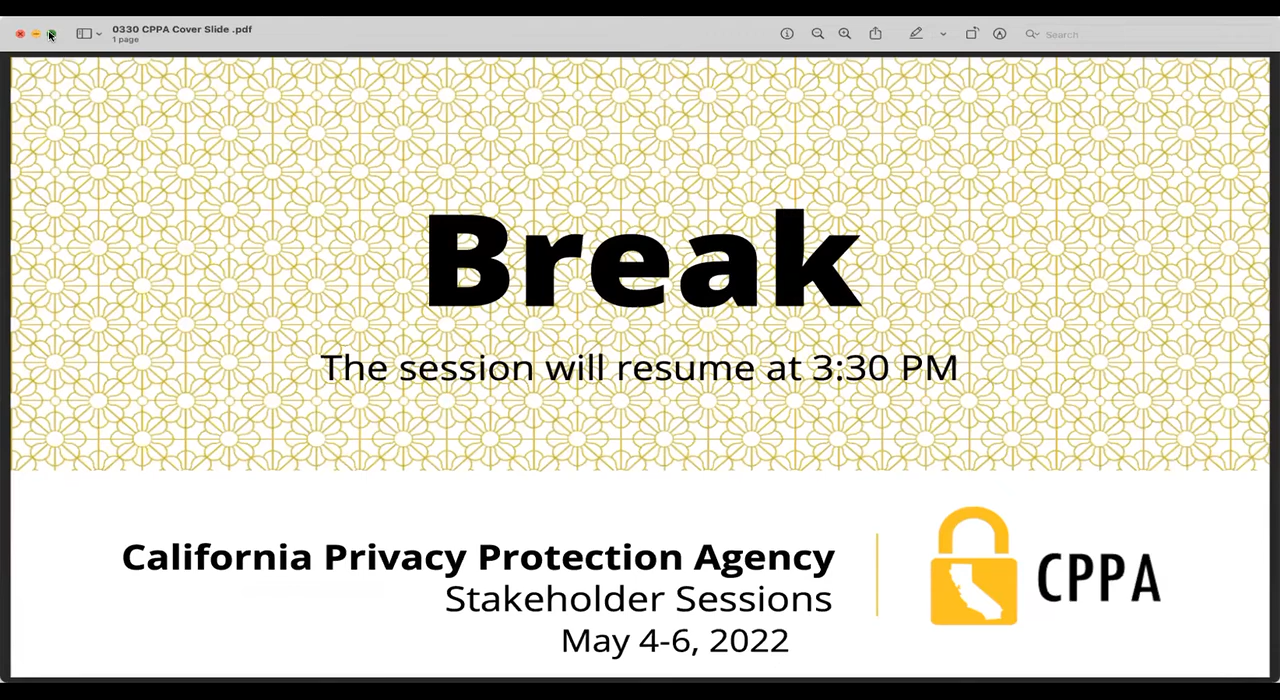 0330 CPPA Cover Slide .pdf
1 page
Search
Break
The session will resume at 3:30 PM
California Privacy Protection Agency
Stakeholder Sessions
May 4-6, 2022
CPPA